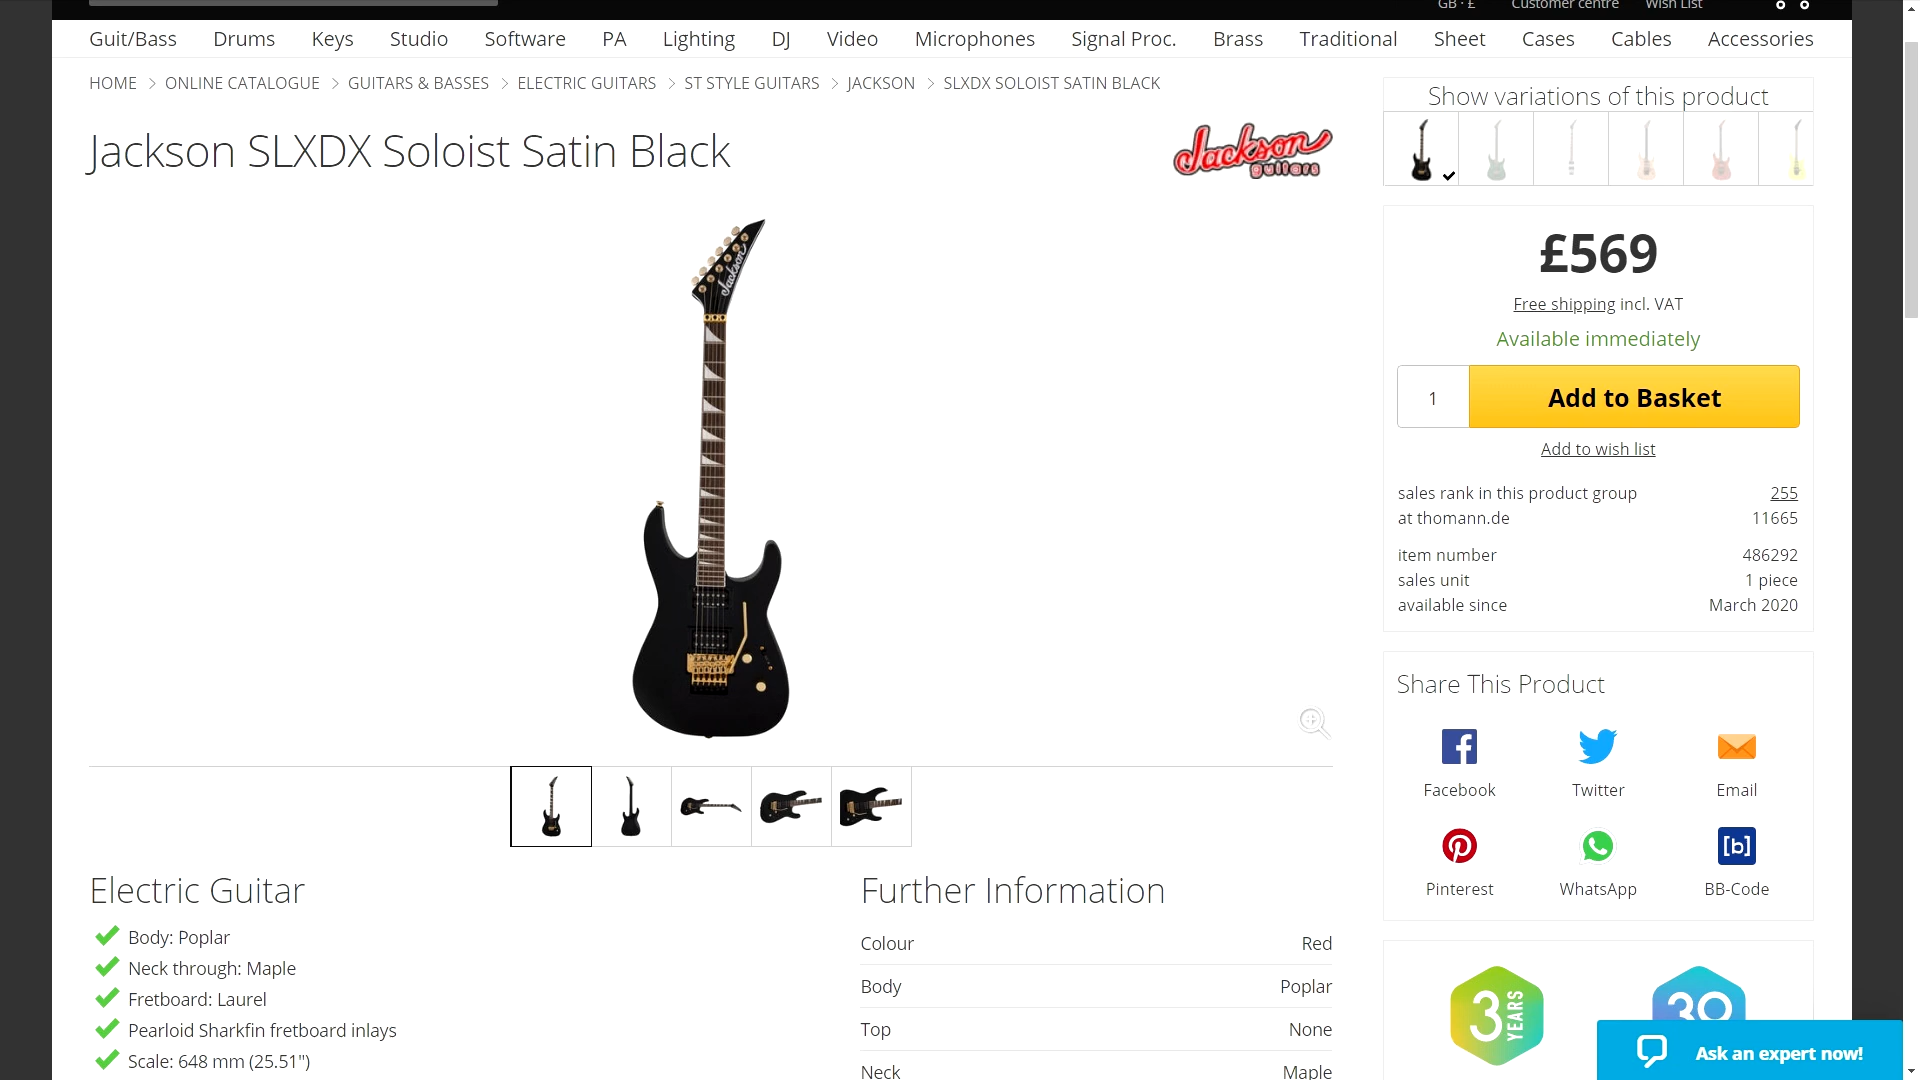 GB · £ Customer centre Wish List
Guit/Bass Drums Keys Studio Software PA Lighting DJ Video Microphones Signal Proc. Brass Traditional Sheet Cases Cables Accessories
HOME > ONLINE CATALOGUE > GUITARS & BASSES > ELECTRIC GUITARS > ST STYLE GUITARS > JACKSON > SLXDX SOLOIST SATIN BLACK
Jackson SLXDX Soloist Satin Black
Jackson
guitars
Jackson
Show variations of this product
£569
Free shipping incl. VAT
Available immediately
1 Add to Basket
Add to wish list
sales rank in this product group 255
at thomann.de 11665
item number 486292
sales unit 1 piece
available since March 2020
Share This Product
Facebook Twitter Email
[b]
Pinterest WhatsApp BB-Code
Electric Guitar
Body: Poplar
Neck through: Maple
Fretboard: Laurel
Pearloid Sharkfin fretboard inlays
Scale: 648 mm (25.51")
Further Information
Colour Red
Body Poplar
Top None
Neck Maple
3 YEARS
30
Ask an expert now!